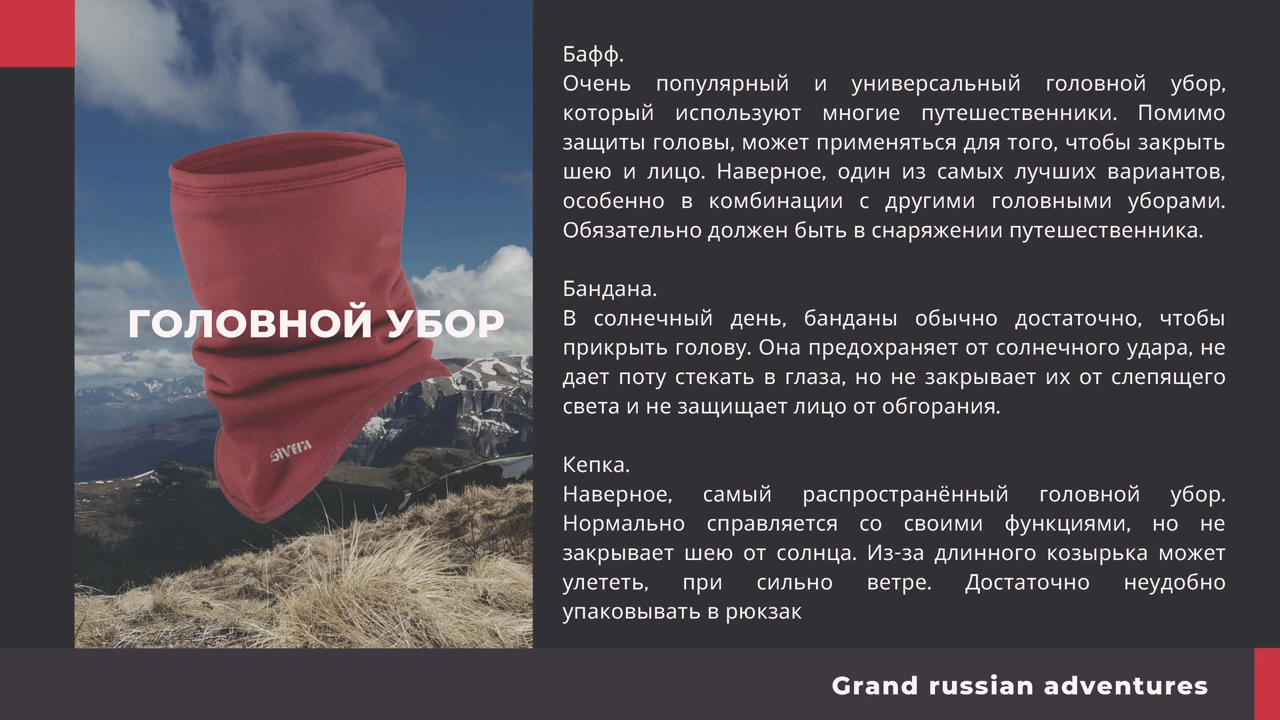 ГОЛОВНОЙ УБОР
sivera
Бафф.
Очень популярный и универсальный головной убор,
который используют многие путешественники. Помимо
защиты головы, может применяться для того, чтобы закрыть
шею и лицо. Наверное, один из самых лучших вариантов,
особенно в комбинации с другими головными уборами.
Обязательно должен быть в снаряжении путешественника.
Бандана.
В солнечный день, банданы обычно достаточно, чтобы
прикрыть голову. Она предохраняет от солнечного удара, не
дает поту стекать в глаза, но не закрывает их от слепящего
света и не защищает лицо от обгорания.
Кепка.
Наверное, самый распространённый головной убор.
Нормально справляется со своими функциями, но не
закрывает шею от солнца. Из-за длинного козырька может
улететь, при сильно ветре. Достаточно неудобно
упаковывать в рюкзак
Grand russian adventures